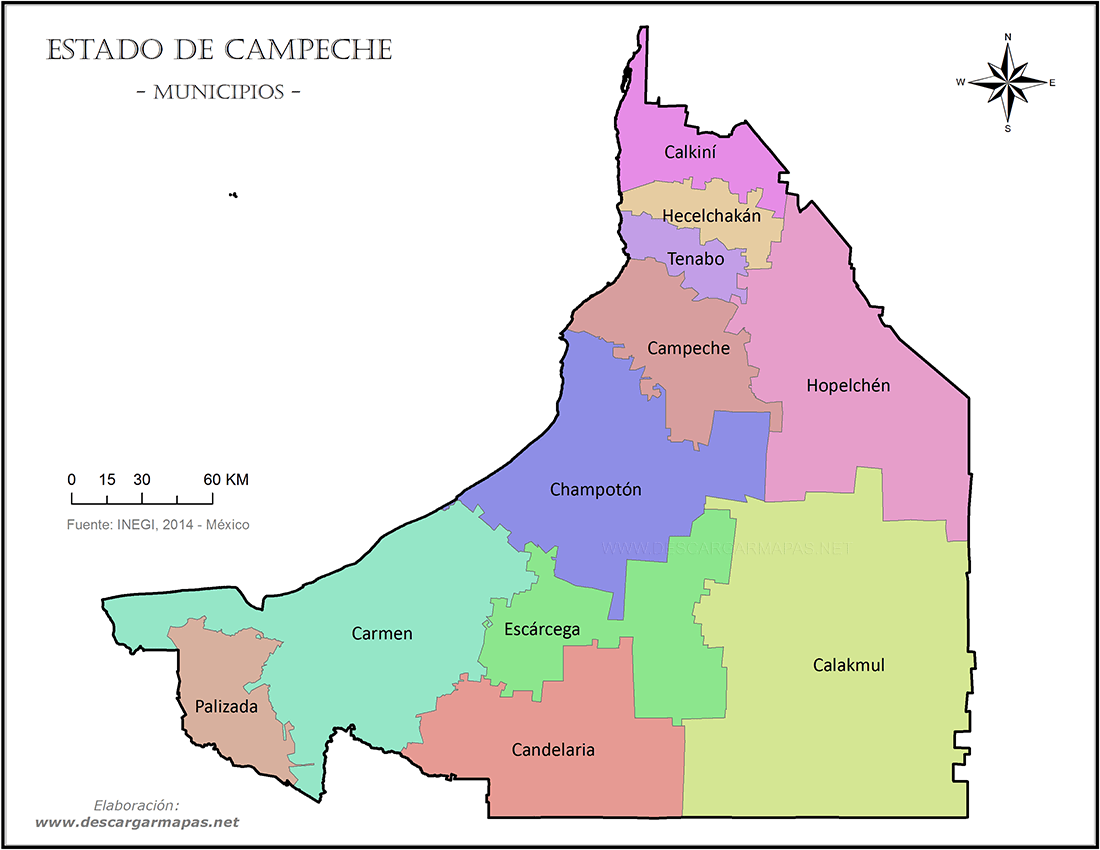 ESTADO DE CAMPECHE
- MUNICIPIOS -
N
W E
S
Calkiní
Hecelchakán
Tenabo
Campeche
Hopelchén
0 15 30 60 KM
Fuente: INEGI, 2014 - México
Champotón
WWW.DESCARGARMAPAS.NET
Carmen
Escárcega
Calakmul
Palizada
Candelaria
Elaboración:
www.descargarmapas.net